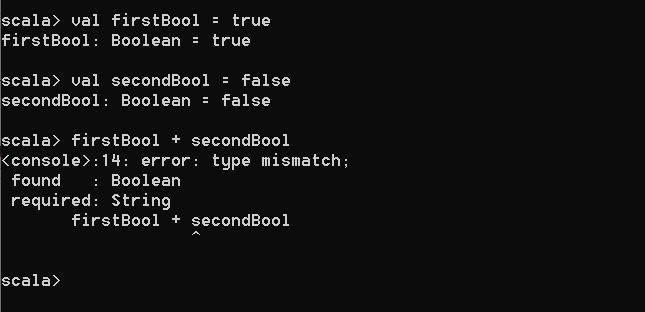 scala> val firstBool = true
firstBool: Boolean = true
scala> val secondBool = false
secondBool: Boolean = false
scala> firstBool + secondBool
<console>:14: error: type mismatch;
 found   : Boolean
 required: String
       firstBool + secondBool
                   ^
scala>